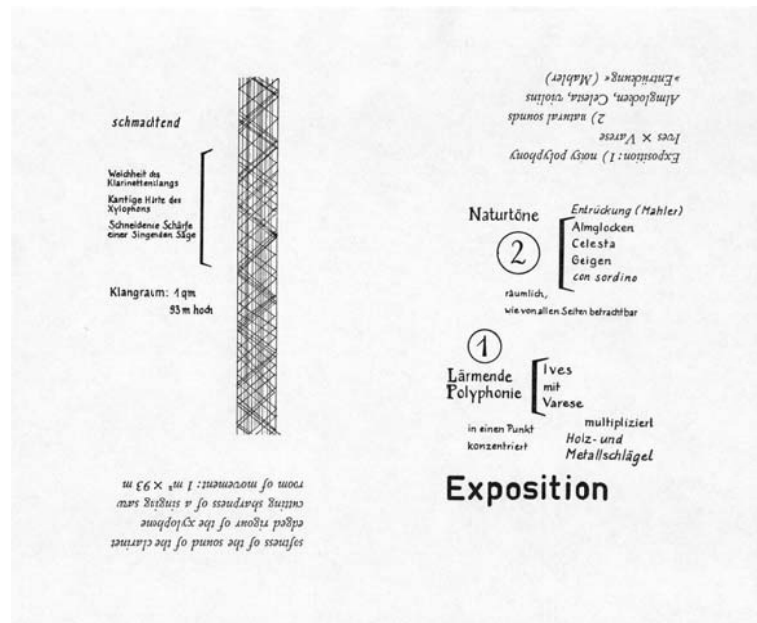 schmachtend
Weichheit des
Klarinettenklangs
Kantige Härte des
Xylophons
Schneidende Schärfe
einer Singenden Säge
Klangraum: 1 qm
93 m hoch
softness of the sound of the clarinet
edged rigour of the xylophone
cutting sharpness of a singing saw
room of movement: 1 m² × 93 m
Exposition: 1) noisy polyphony
Ives × Varese
2) natural sounds
Almglocken, Celesta, violins
»Entrückung« (Mahler)
Naturtöne
2
Entrückung (Mahler)
Almglocken
Celesta
Geigen
con sordino
räumlich,
wie von allen Seiten betrachtbar
1
Lärmende
Polyphonie
Ives
mit
Varese
in einen Punkt
konzentriert
multipliziert
Holz- und
Metallschlägel
Exposition